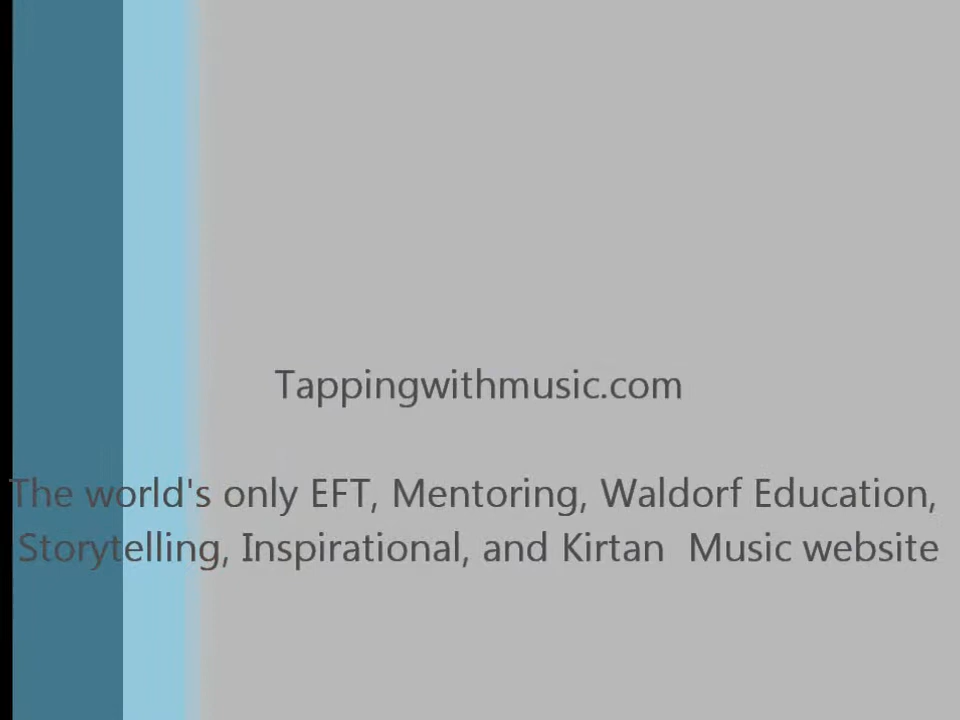 Tappingwithmusic.com
The world's only EFT, Mentoring, Waldorf Education,
Storytelling, Inspirational, and Kirtan  Music website